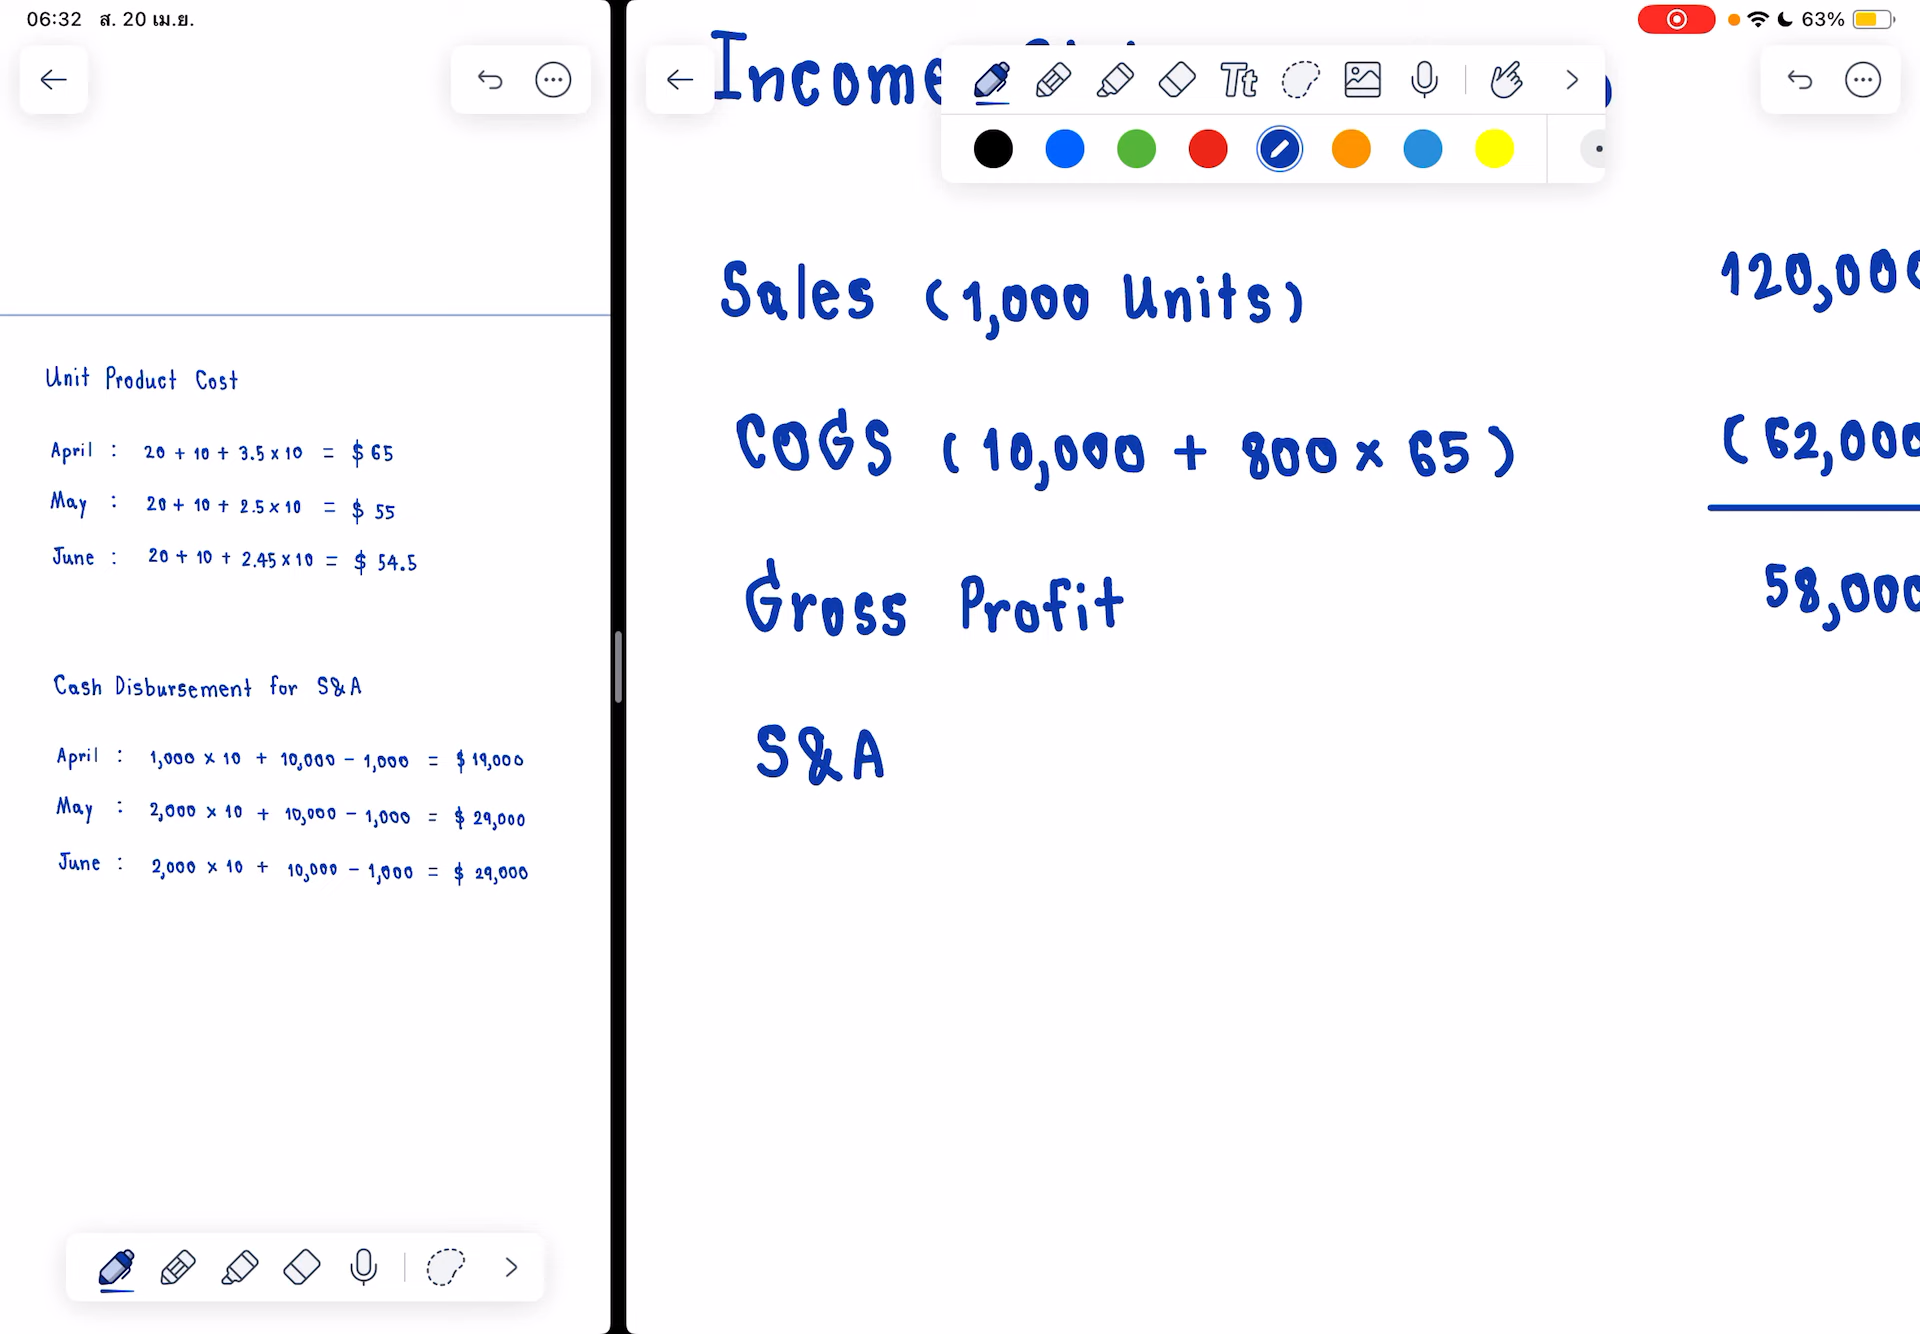 06:32 ส. 20 เม.ย.
63%
Unit Product Cost
April : 20 + 10 + 3.5 x 10 = $ 65
May : 20 + 10 + 2.5 x 10 = $ 55
June : 20 + 10 + 2.45 x 10 = $ 54.5
Cash Disbursement for S&A
April : 1,000 x 10 + 10,000 - 1,000 = $ 19,000
May : 2,000 x 10 + 10,000 - 1,000 = $ 29,000
June : 2,000 x 10 + 10,000 - 1,000 = $ 29,000
Income
Tt
Sales (1,000 Units) 120,000
COGS (10,000 + 800 x 65) (62,000
Gross Profit 58,000
S&A